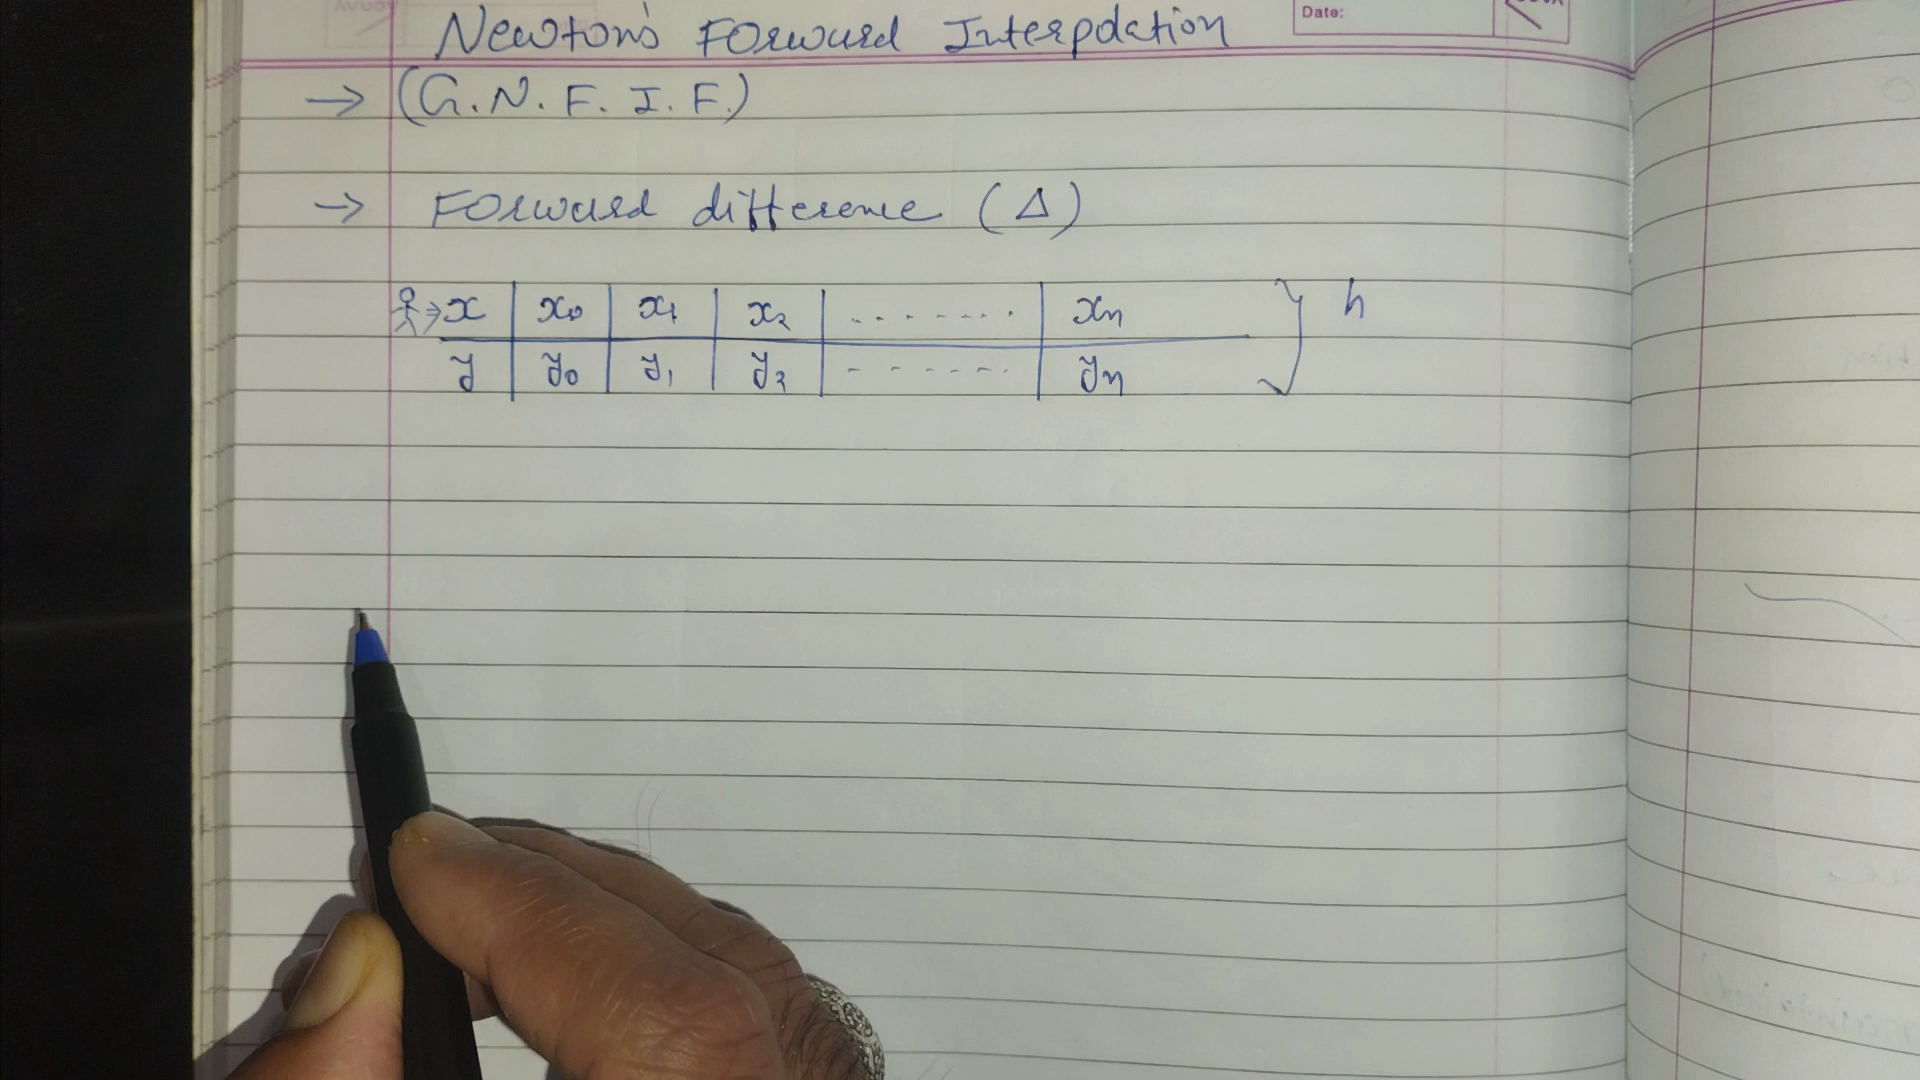 Date:
Newton's Forward Interpolation
→ (G.N.F.I.F.)
→ Forward difference (Δ)
x | x₀ | x₁ | x₂ | ....... | xn } h
y | y₀ | y₁ | y₂ | ------ | yn